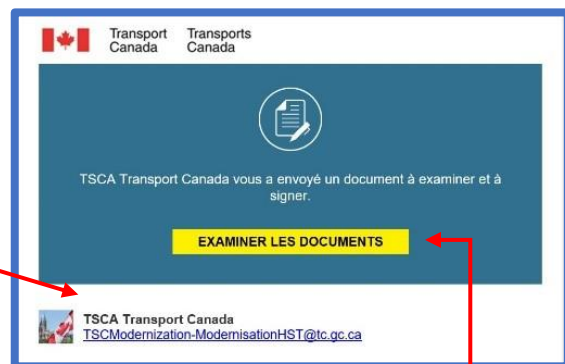 Transport Transports
Canada Canada
TSCA Transport Canada vous a envoyé un document à examiner et à
signer.
EXAMINER LES DOCUMENTS
TSCA Transport Canada
TSCModernization-ModernisationHST@tc.gc.ca